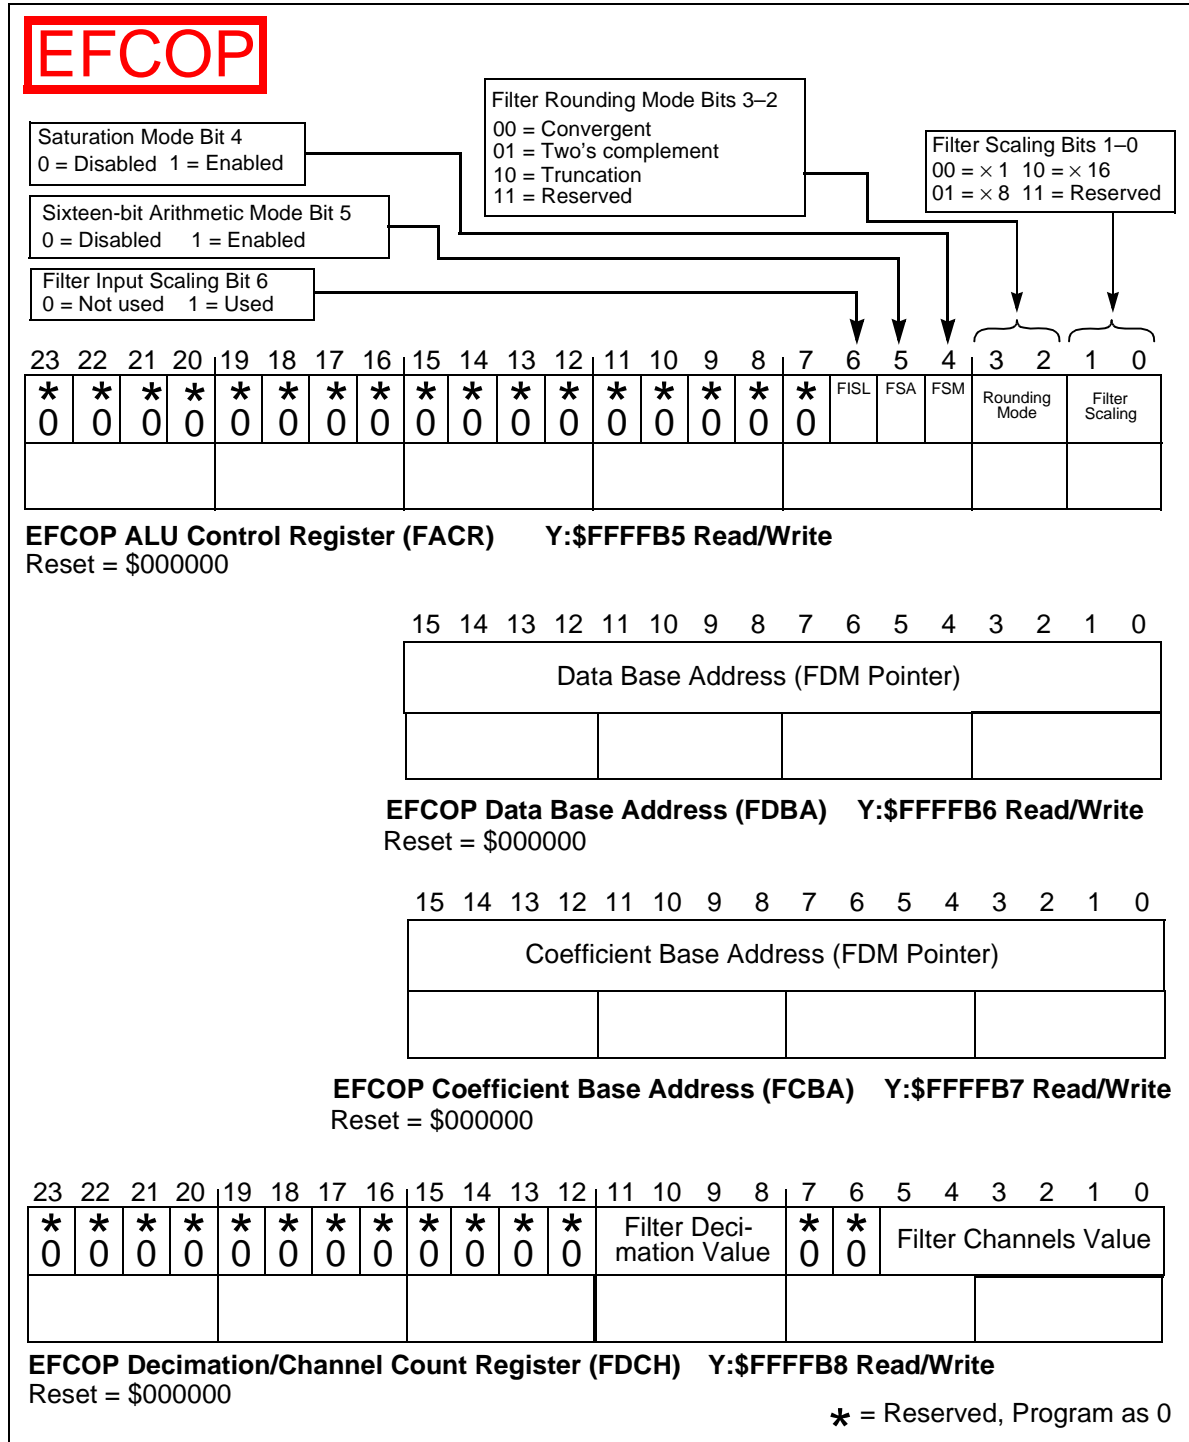 EFCOP
Filter Rounding Mode Bits 3–2
00 = Convergent
01 = Two's complement
10 = Truncation
11 = Reserved
Saturation Mode Bit 4
0 = Disabled 1 = Enabled
Filter Scaling Bits 1–0
00 = × 1 10 = × 16
01 = × 8 11 = Reserved
Sixteen-bit Arithmetic Mode Bit 5
0 = Disabled 1 = Enabled
Filter Input Scaling Bit 6
0 = Not used 1 = Used
23 22 21 20 19 18 17 16 15 14 13 12 11 10 9 8 7 6 5 4 3 2 1 0
* * * * * * * * * * * * * * * * * FISL FSA FSM Rounding Mode Filter Scaling
0 0 0 0 0 0 0 0 0 0 0 0 0 0 0 0 0
EFCOP ALU Control Register (FACR) Y:$FFFFB5 Read/Write
Reset = $000000
15 14 13 12 11 10 9 8 7 6 5 4 3 2 1 0
Data Base Address (FDM Pointer)
EFCOP Data Base Address (FDBA) Y:$FFFFB6 Read/Write
Reset = $000000
15 14 13 12 11 10 9 8 7 6 5 4 3 2 1 0
Coefficient Base Address (FDM Pointer)
EFCOP Coefficient Base Address (FCBA) Y:$FFFFB7 Read/Write
Reset = $000000
23 22 21 20 19 18 17 16 15 14 13 12 11 10 9 8 7 6 5 4 3 2 1 0
* * * * * * * * * * * * Filter Deci- * * Filter Channels Value
0 0 0 0 0 0 0 0 0 0 0 0 mation Value 0 0
EFCOP Decimation/Channel Count Register (FDCH) Y:$FFFFB8 Read/Write
Reset = $000000
* = Reserved, Program as 0